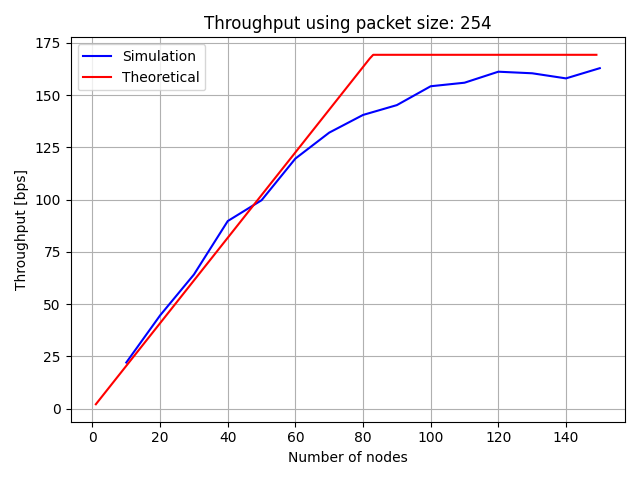 Throughput using packet size: 254
Simulation
Theoretical
Throughput [bps]
175
150
125
100
75
50
25
0
0 20 40 60 80 100 120 140
Number of nodes